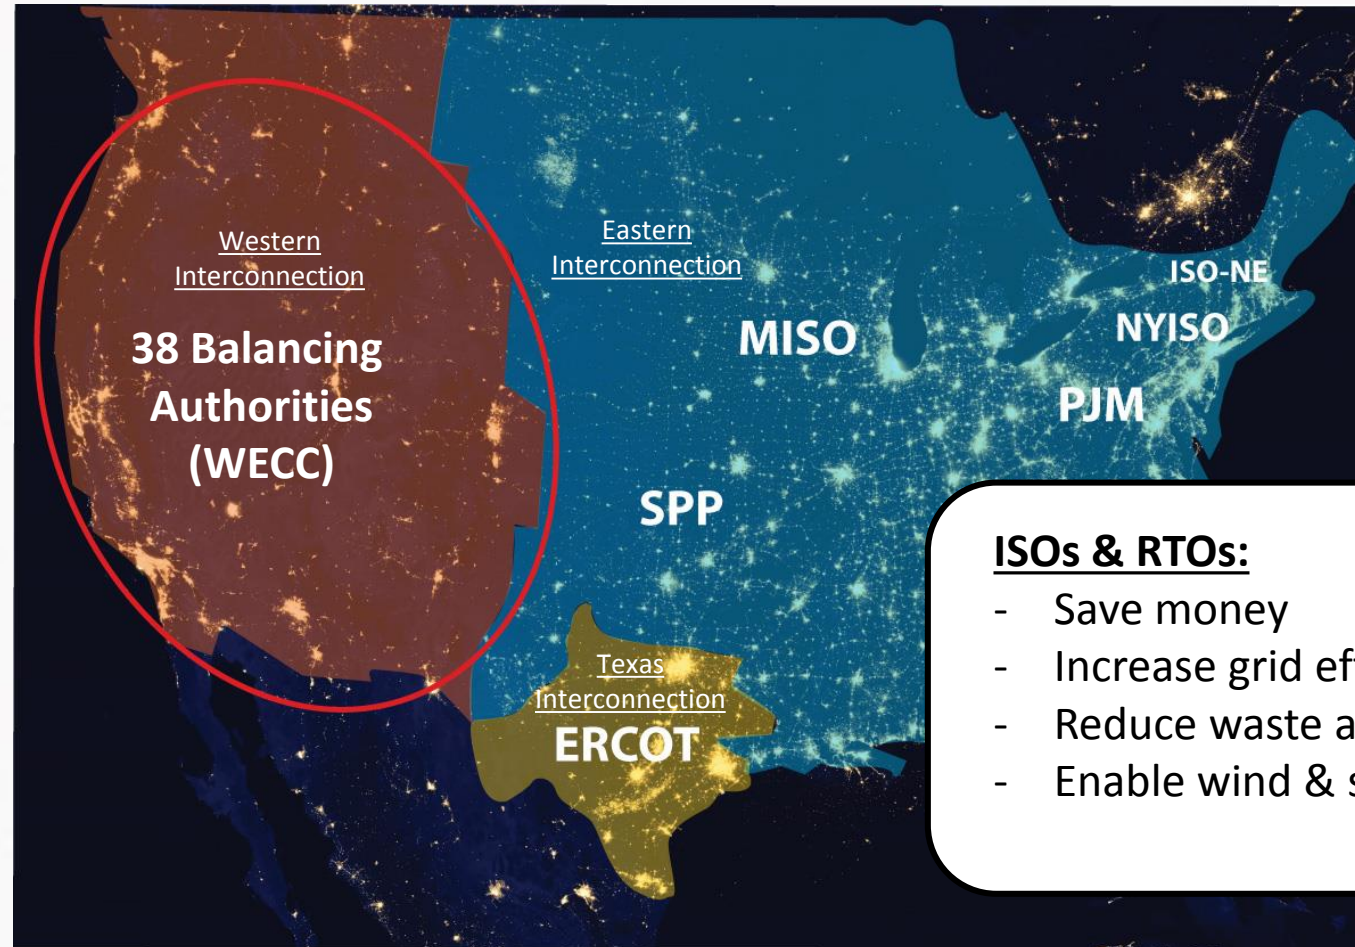 Western
Interconnection
38 Balancing
Authorities
(WECC)
Eastern
Interconnection
MISO
ISO-NE
NYISO
PJM
SPP
Texas
Interconnection
ERCOT
ISOs & RTOs:
- Save money
- Increase grid
- Reduce waste
- Enable wind &